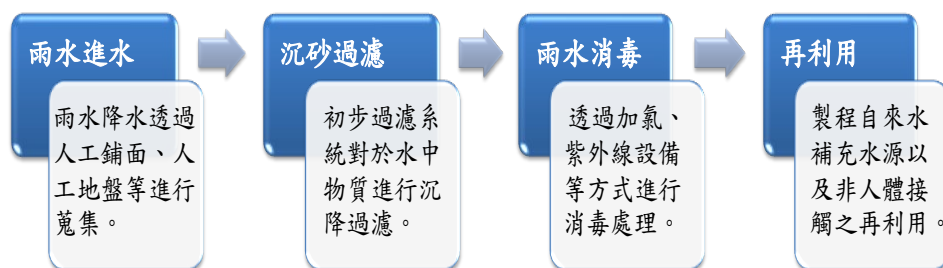 雨水進水
雨水降水透過
人工鋪面、人
工地盤等進行
蒐集。
沉砂過濾
初步過濾系
統對於水中
物質進行沉
降過濾。
雨水消毒
透過加氯、
紫外線設備
等方式進行
消毒處理。
再利用
製程自來水
補充水源以
及非人體接
觸之再利用。